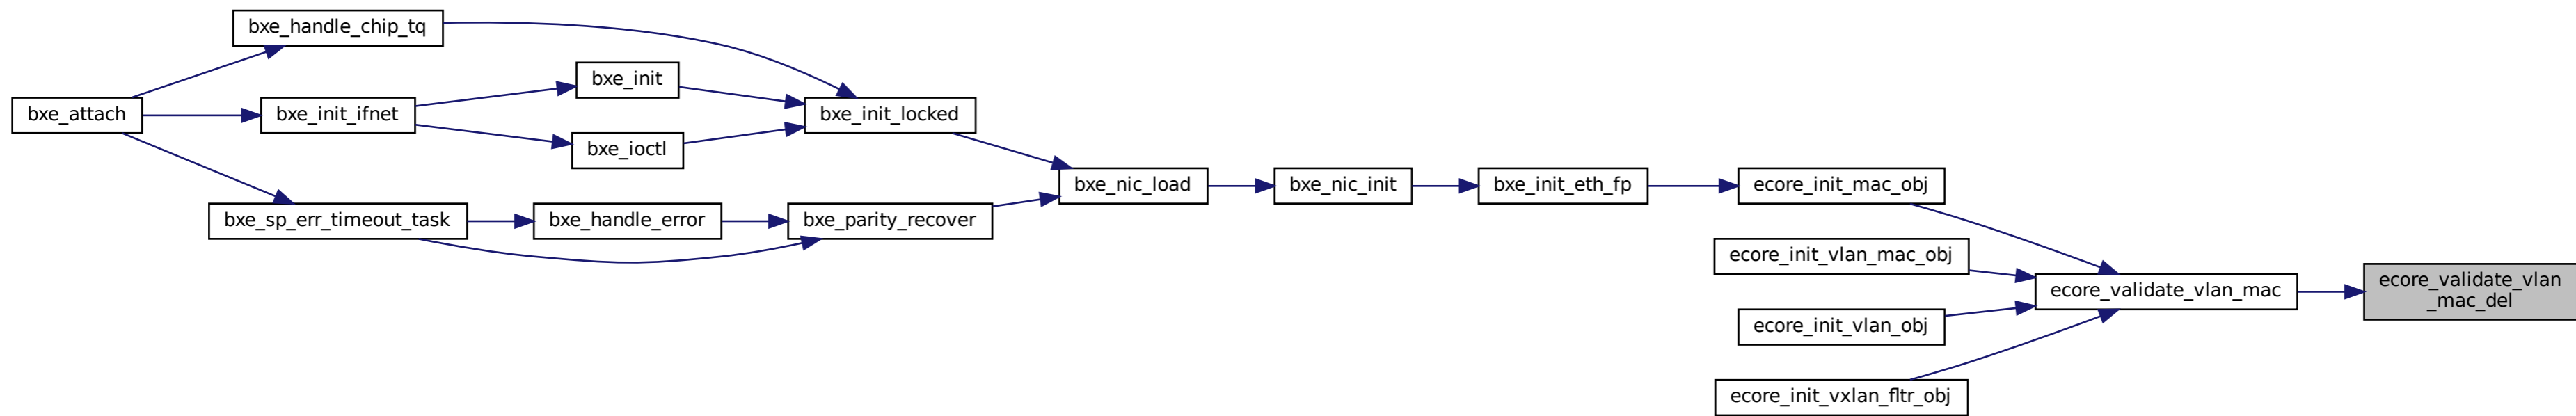 bxe_handle_chip_tq
bxe_init
bxe_attach
bxe_init_ifnet
bxe_init_locked
bxe_ioctl
bxe_nic_load
bxe_nic_init
bxe_init_eth_fp
ecore_init_mac_obj
bxe_sp_err_timeout_task
bxe_handle_error
bxe_parity_recover
ecore_init_vlan_mac_obj
ecore_validate_vlan_mac
ecore_validate_vlan
_mac_del
ecore_init_vlan_obj
ecore_init_vxlan_fltr_obj